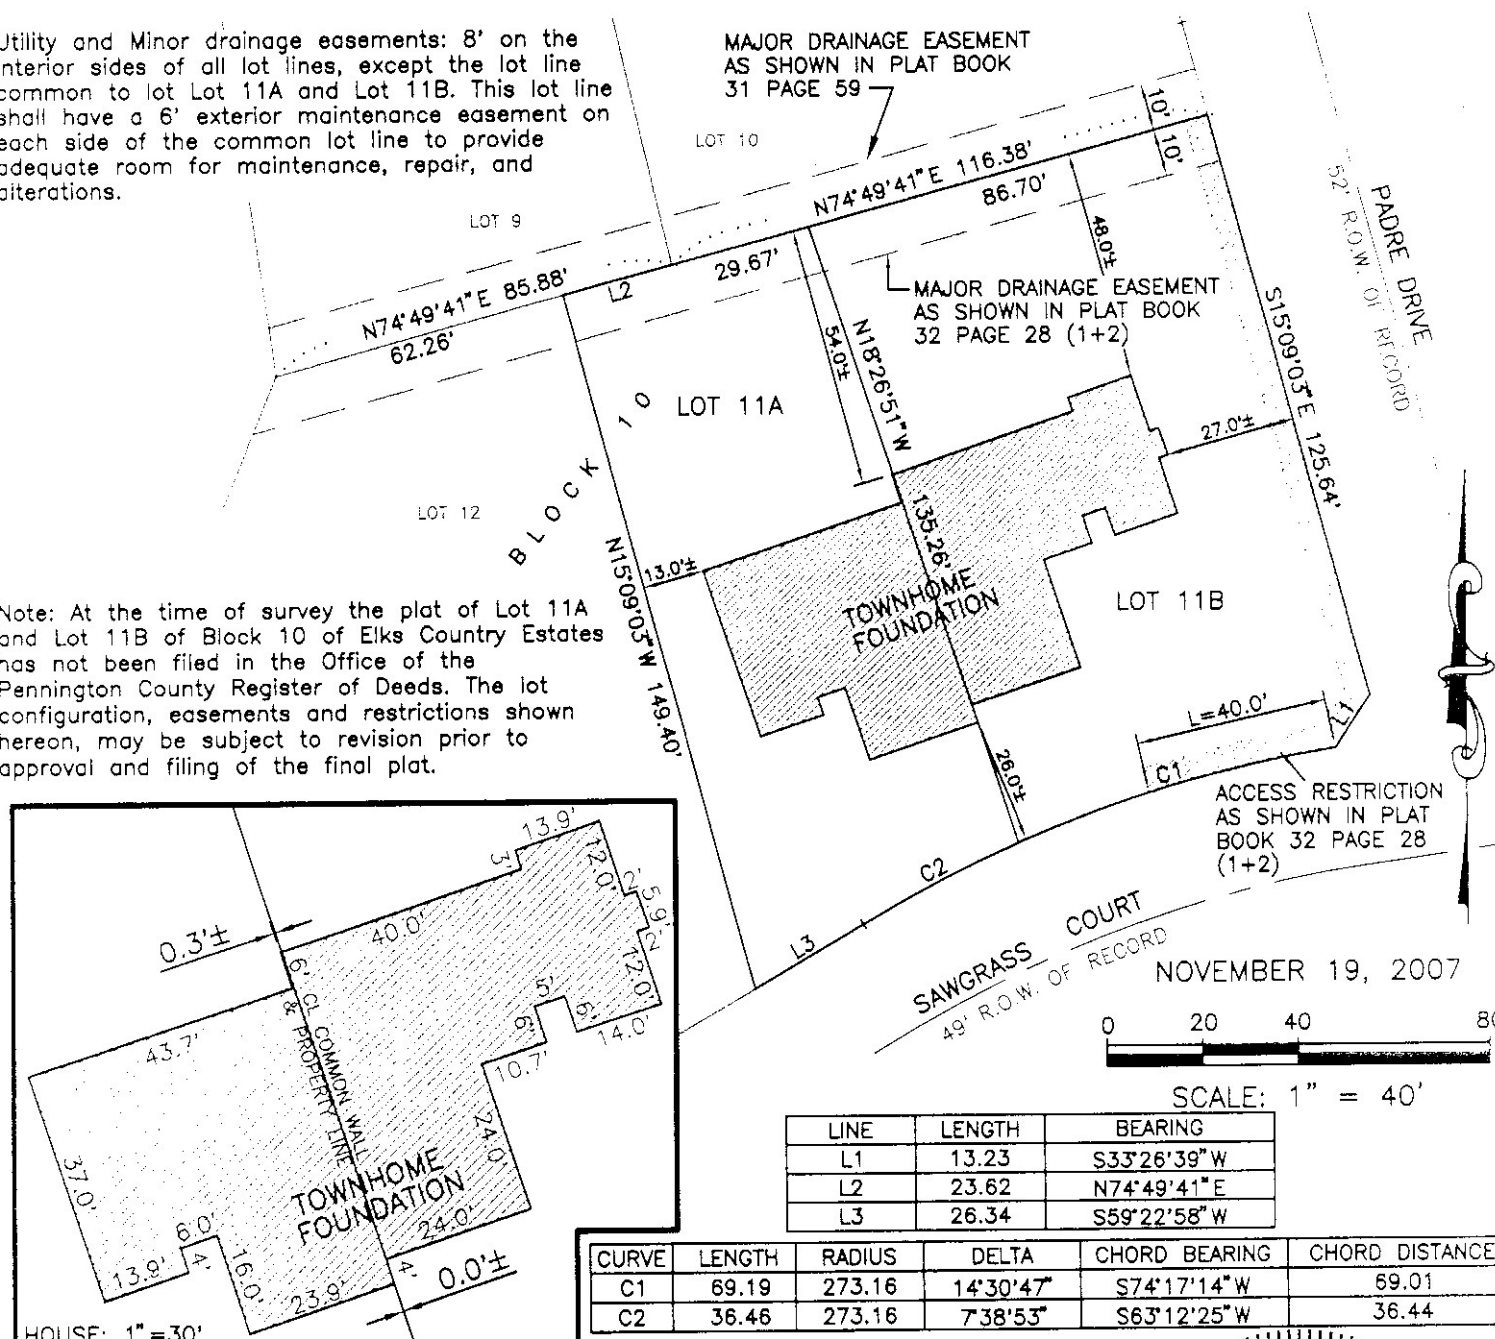 Utility and Minor drainage easements: 8' on the
interior sides of all lot lines, except the lot line
common to lot Lot 11A and Lot 11B. This lot line
shall have a 6' exterior maintenance easement on
each side of the common lot line to provide
adequate room for maintenance, repair, and
alterations.
MAJOR DRAINAGE EASEMENT
AS SHOWN IN PLAT BOOK
31 PAGE 59
LOT 10
LOT 9
10'
10'
N74°49'41"E 116.38'
86.70'
29.67'
L2
N74°49'41"E 85.88'
62.26'
48.0'±
54.0'±
N18°26'51"W
135.26'
MAJOR DRAINAGE EASEMENT
AS SHOWN IN PLAT BOOK
32 PAGE 28 (1+2)
PADRE DRIVE
52' R.O.W. OF RECORD
S15°09'03"E 125.64'
27.0'±
LOT 11A
BLOCK 10
LOT 12
N15°09'03"W 149.40'
13.0'±
TOWNHOME
FOUNDATION
LOT 11B
Note: At the time of survey the plat of Lot 11A
and Lot 11B of Block 10 of Elks Country Estates
has not been filed in the Office of the
Pennington County Register of Deeds. The lot
configuration, easements and restrictions shown
hereon, may be subject to revision prior to
approval and filing of the final plat.
L=40.0'
L1
C1
26.0'±
C2
L3
ACCESS RESTRICTION
AS SHOWN IN PLAT
BOOK 32 PAGE 28
(1+2)
SAWGRASS COURT
49' R.O.W. OF RECORD
NOVEMBER 19, 2007
0 20 40 80
SCALE: 1" = 40'
13.9'
3'
12.0'
2'
5.9'
2'
12.0'
40.0'
0.3'±
6'
CL COMMON WALL
& PROPERTY LINE
43.7'
5'
6'
6'
14.0'
10.7'
24.0'
37.0'
TOWNHOME
FOUNDATION
24.0'
6.0'
4'
13.9'
16.0'
23.9'
4'
0.0'±
HOUSE: 1"=30'
LINE LENGTH BEARING
L1 13.23 S33°26'39"W
L2 23.62 N74°49'41"E
L3 26.34 S59°22'58"W
CURVE LENGTH RADIUS DELTA CHORD BEARING CHORD DISTANCE
C1 69.19 273.16 14°30'47" S74°17'14"W 69.01
C2 36.46 273.16 7°38'53" S63°12'25"W 36.44